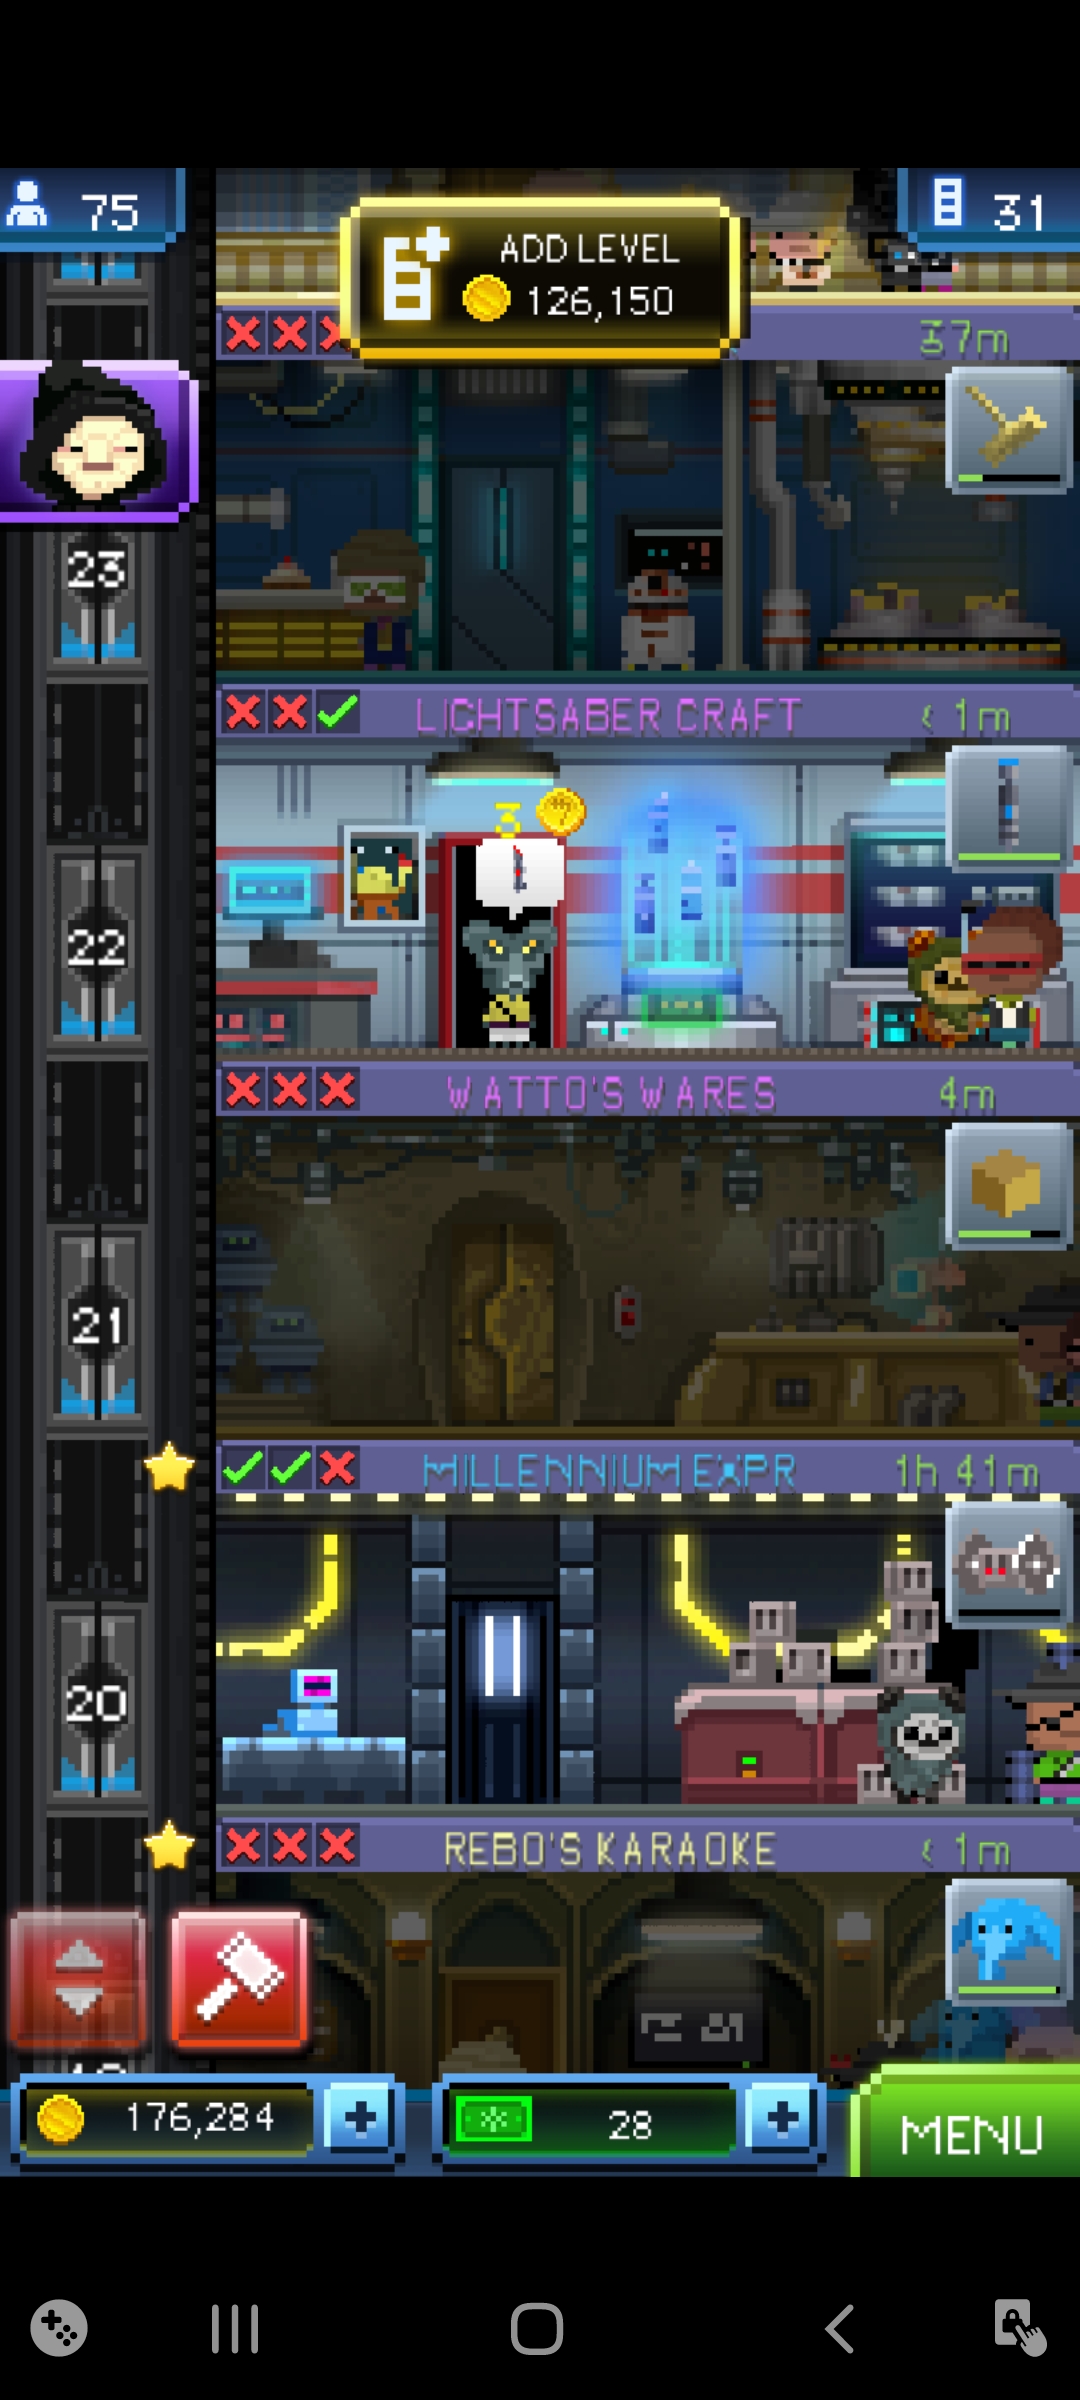 75
31
ADD LEVEL
126,150
37m
23
LIGHTSABER CRAFT
< 1m
3
22
WATTO'S WARES
4m
21
MILLENNIUM EXPR
1h 41m
20
REBO'S KARAOKE
< 1m
176,284
28
MENU